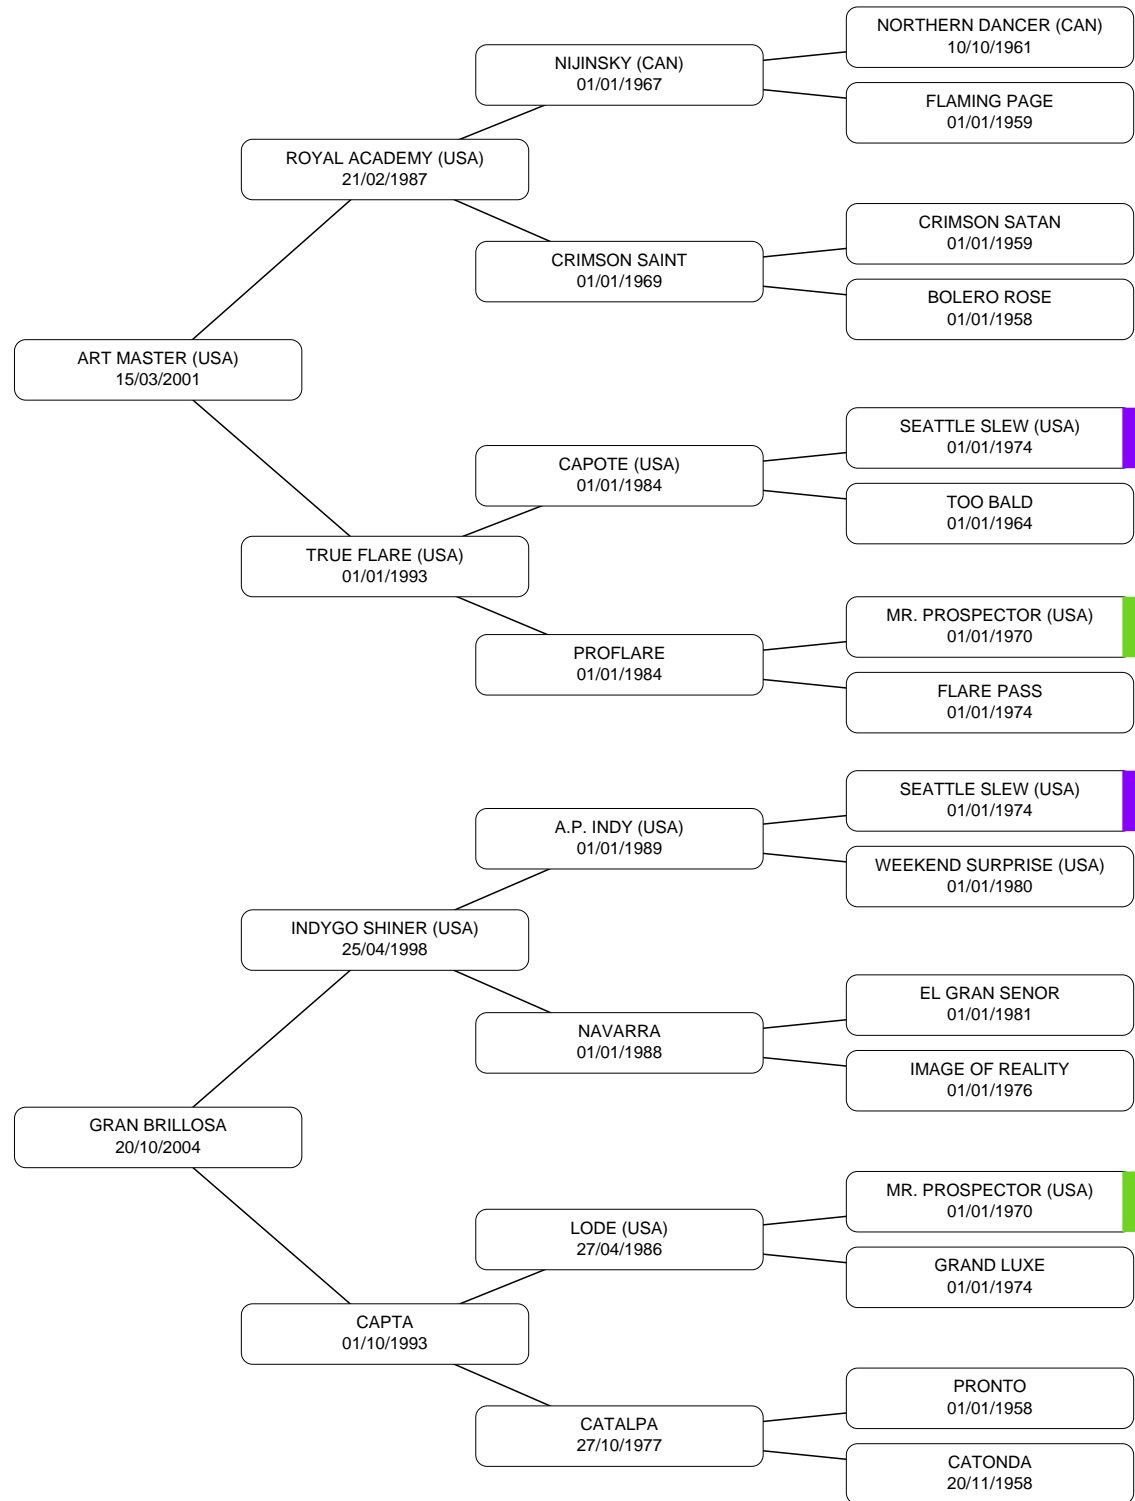 NORTHERN DANCER (CAN)
10/10/1961
NIJINSKY (CAN)
01/01/1967
FLAMING PAGE
01/01/1959
ROYAL ACADEMY (USA)
21/02/1987
CRIMSON SATAN
01/01/1959
CRIMSON SAINT
01/01/1969
BOLERO ROSE
01/01/1958
ART MASTER (USA)
15/03/2001
SEATTLE SLEW (USA)
01/01/1974
CAPOTE (USA)
01/01/1984
TOO BALD
01/01/1964
TRUE FLARE (USA)
01/01/1993
MR. PROSPECTOR (USA)
01/01/1970
PROFLARE
01/01/1984
FLARE PASS
01/01/1974
SEATTLE SLEW (USA)
01/01/1974
A.P. INDY (USA)
01/01/1989
WEEKEND SURPRISE (USA)
01/01/1980
INDYGO SHINER (USA)
25/04/1998
EL GRAN SENOR
01/01/1981
NAVARRA
01/01/1988
IMAGE OF REALITY
01/01/1976
GRAN BRILLOSA
20/10/2004
MR. PROSPECTOR (USA)
01/01/1970
LODE (USA)
27/04/1986
GRAND LUXE
01/01/1974
CAPTA
01/10/1993
PRONTO
01/01/1958
CATALPA
27/10/1977
CATONDA
20/11/1958